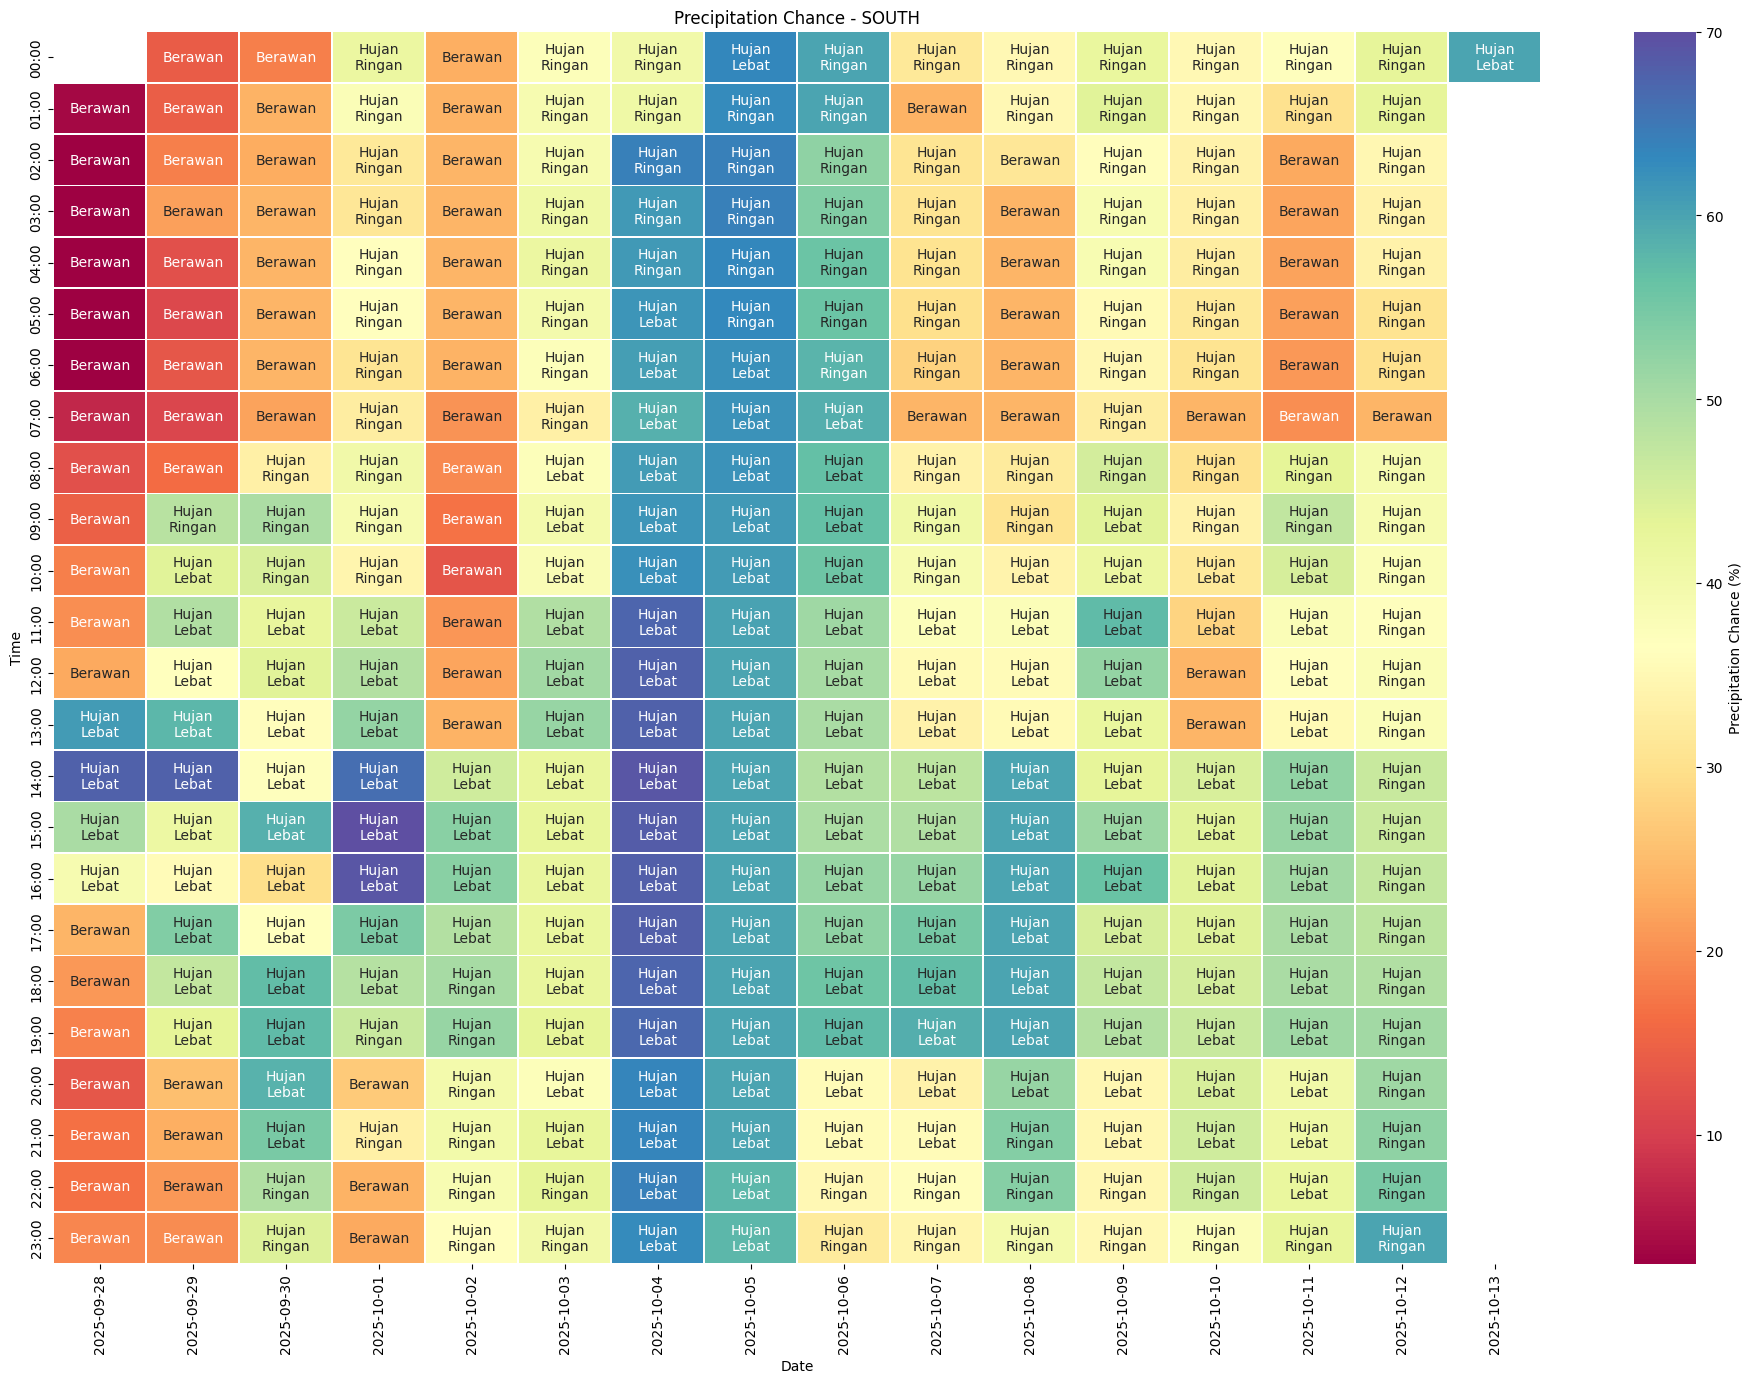 Precipitation Chance - SOUTH
00:00 Berawan Berawan Hujan Ringan Berawan Hujan Ringan Hujan Ringan Hujan Lebat Hujan Ringan Hujan Ringan Hujan Ringan Hujan Ringan Hujan Ringan Hujan Ringan Hujan Ringan Hujan Lebat
01:00 Berawan Berawan Berawan Hujan Ringan Berawan Hujan Ringan Hujan Ringan Hujan Ringan Hujan Ringan Berawan Hujan Ringan Hujan Ringan Hujan Ringan Hujan Ringan Hujan Ringan
02:00 Berawan Berawan Berawan Hujan Ringan Berawan Hujan Ringan Hujan Ringan Hujan Ringan Hujan Ringan Hujan Ringan Berawan Hujan Ringan Hujan Ringan Berawan Hujan Ringan
03:00 Berawan Berawan Berawan Hujan Ringan Berawan Hujan Ringan Hujan Ringan Hujan Ringan Hujan Ringan Hujan Ringan Berawan Hujan Ringan Hujan Ringan Berawan Hujan Ringan
04:00 Berawan Berawan Berawan Hujan Ringan Berawan Hujan Ringan Hujan Ringan Hujan Ringan Hujan Ringan Hujan Ringan Berawan Hujan Ringan Hujan Ringan Berawan Hujan Ringan
05:00 Berawan Berawan Berawan Hujan Ringan Berawan Hujan Ringan Hujan Lebat Hujan Ringan Hujan Ringan Hujan Ringan Berawan Hujan Ringan Hujan Ringan Berawan Hujan Ringan
06:00 Berawan Berawan Berawan Hujan Ringan Berawan Hujan Ringan Hujan Lebat Hujan Lebat Hujan Ringan Hujan Ringan Berawan Hujan Ringan Hujan Ringan Berawan Hujan Ringan
07:00 Berawan Berawan Berawan Hujan Ringan Berawan Hujan Ringan Hujan Lebat Hujan Lebat Hujan Lebat Berawan Berawan Hujan Ringan Berawan Berawan Berawan
08:00 Berawan Berawan Hujan Ringan Hujan Ringan Berawan Hujan Lebat Hujan Lebat Hujan Lebat Hujan Lebat Hujan Ringan Hujan Ringan Hujan Ringan Hujan Ringan Hujan Ringan Hujan Ringan
09:00 Berawan Hujan Ringan Hujan Ringan Hujan Ringan Berawan Hujan Lebat Hujan Lebat Hujan Lebat Hujan Lebat Hujan Ringan Hujan Ringan Hujan Lebat Hujan Ringan Hujan Ringan Hujan Ringan
10:00 Berawan Hujan Lebat Hujan Ringan Hujan Ringan Berawan Hujan Lebat Hujan Lebat Hujan Lebat Hujan Lebat Hujan Ringan Hujan Lebat Hujan Lebat Hujan Lebat Hujan Lebat Hujan Ringan
11:00 Berawan Hujan Lebat Hujan Lebat Hujan Lebat Berawan Hujan Lebat Hujan Lebat Hujan Lebat Hujan Lebat Hujan Lebat Hujan Lebat Hujan Lebat Hujan Lebat Hujan Lebat Hujan Ringan
12:00 Berawan Hujan Lebat Hujan Lebat Hujan Lebat Berawan Hujan Lebat Hujan Lebat Hujan Lebat Hujan Lebat Hujan Lebat Hujan Lebat Hujan Lebat Berawan Hujan Lebat Hujan Ringan
13:00 Hujan Lebat Hujan Lebat Hujan Lebat Hujan Lebat Berawan Hujan Lebat Hujan Lebat Hujan Lebat Hujan Lebat Hujan Lebat Hujan Lebat Hujan Lebat Berawan Hujan Lebat Hujan Ringan
14:00 Hujan Lebat Hujan Lebat Hujan Lebat Hujan Lebat Hujan Lebat Hujan Lebat Hujan Lebat Hujan Lebat Hujan Lebat Hujan Lebat Hujan Lebat Hujan Lebat Hujan Lebat Hujan Lebat Hujan Ringan
15:00 Hujan Lebat Hujan Lebat Hujan Lebat Hujan Lebat Hujan Lebat Hujan Lebat Hujan Lebat Hujan Lebat Hujan Lebat Hujan Lebat Hujan Lebat Hujan Lebat Hujan Lebat Hujan Lebat Hujan Ringan
16:00 Hujan Lebat Hujan Lebat Hujan Lebat Hujan Lebat Hujan Lebat Hujan Lebat Hujan Lebat Hujan Lebat Hujan Lebat Hujan Lebat Hujan Lebat Hujan Lebat Hujan Lebat Hujan Lebat Hujan Ringan
17:00 Berawan Hujan Lebat Hujan Lebat Hujan Lebat Hujan Lebat Hujan Lebat Hujan Lebat Hujan Lebat Hujan Lebat Hujan Lebat Hujan Lebat Hujan Lebat Hujan Lebat Hujan Lebat Hujan Ringan
18:00 Berawan Hujan Lebat Hujan Lebat Hujan Lebat Hujan Ringan Hujan Lebat Hujan Lebat Hujan Lebat Hujan Lebat Hujan Lebat Hujan Lebat Hujan Lebat Hujan Lebat Hujan Lebat Hujan Ringan
19:00 Berawan Hujan Lebat Hujan Lebat Hujan Ringan Hujan Ringan Hujan Lebat Hujan Lebat Hujan Lebat Hujan Lebat Hujan Lebat Hujan Lebat Hujan Lebat Hujan Lebat Hujan Lebat Hujan Ringan
20:00 Berawan Berawan Hujan Lebat Berawan Hujan Ringan Hujan Lebat Hujan Lebat Hujan Lebat Hujan Lebat Hujan Lebat Hujan Lebat Hujan Lebat Hujan Lebat Hujan Lebat Hujan Ringan
21:00 Berawan Berawan Hujan Lebat Hujan Ringan Hujan Ringan Hujan Lebat Hujan Lebat Hujan Lebat Hujan Lebat Hujan Lebat Hujan Ringan Hujan Lebat Hujan Lebat Hujan Lebat Hujan Ringan
22:00 Berawan Berawan Hujan Ringan Berawan Hujan Ringan Hujan Ringan Hujan Lebat Hujan Lebat Hujan Ringan Hujan Ringan Hujan Ringan Hujan Ringan Hujan Ringan Hujan Lebat Hujan Ringan
23:00 Berawan Berawan Hujan Ringan Berawan Hujan Ringan Hujan Ringan Hujan Lebat Hujan Lebat Hujan Ringan Hujan Ringan Hujan Ringan Hujan Ringan Hujan Ringan Hujan Ringan Hujan Ringan
Time
2025-09-28 2025-09-29 2025-09-30 2025-10-01 2025-10-02 2025-10-03 2025-10-04 2025-10-05 2025-10-06 2025-10-07 2025-10-08 2025-10-09 2025-10-10 2025-10-11 2025-10-12 2025-10-13
Date
70
60
50
40
30
20
10
Precipitation Chance (%)